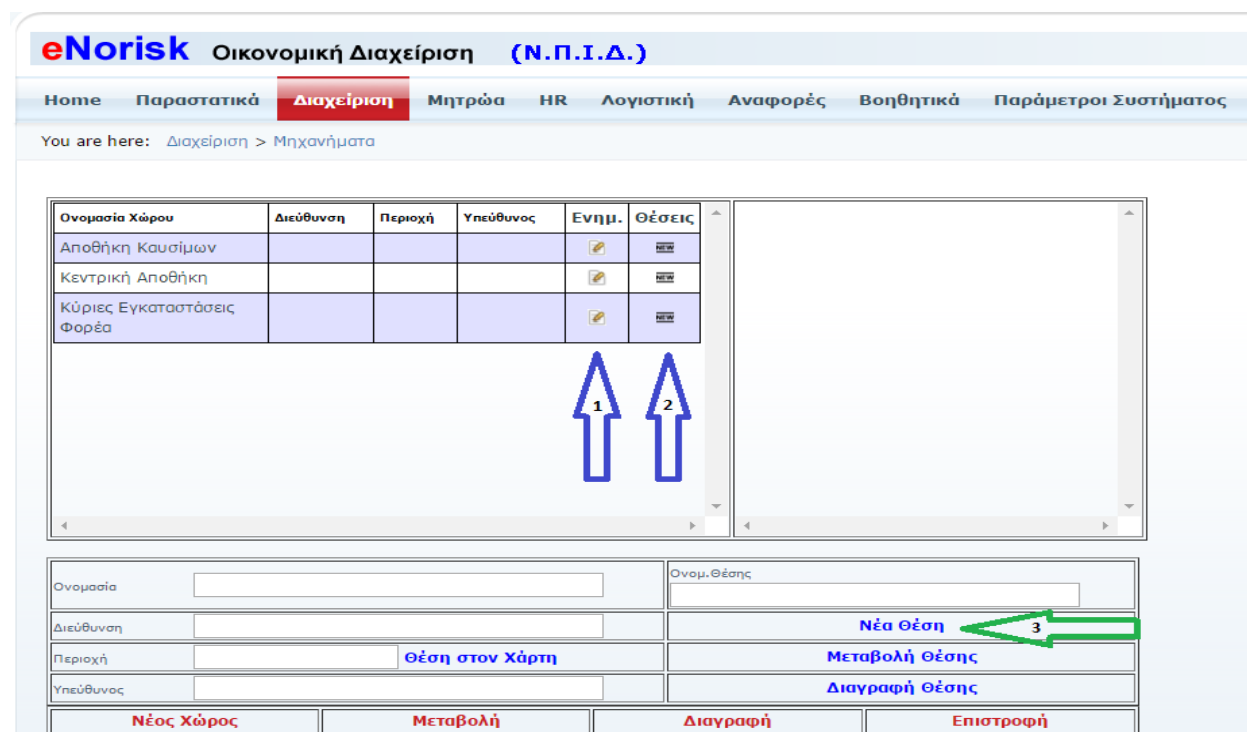 eNorisk Οικονομική Διαχείριση (Ν.Π.Ι.Δ.)
Home Παραστατικά Διαχείριση Μητρώα HR Λογιστική Αναφορές Βοηθητικά Παράμετροι Συστήματος
You are here: Διαχείριση > Μηχανήματα
Ονομασία Χώρου Διεύθυνση Περιοχή Υπεύθυνος Ενημ. Θέσεις
Αποθήκη Καυσίμων NEW
Κεντρική Αποθήκη NEW
Κύριες Εγκαταστάσεις
Φορέα NEW
1 2
Ονομασία Ονομ.Θέσης
Διεύθυνση Νέα Θέση 3
Περιοχή Θέση στον Χάρτη Μεταβολή Θέσης
Υπεύθυνος Διαγραφή Θέσης
Νέος Χώρος Μεταβολή Διαγραφή Επιστροφή